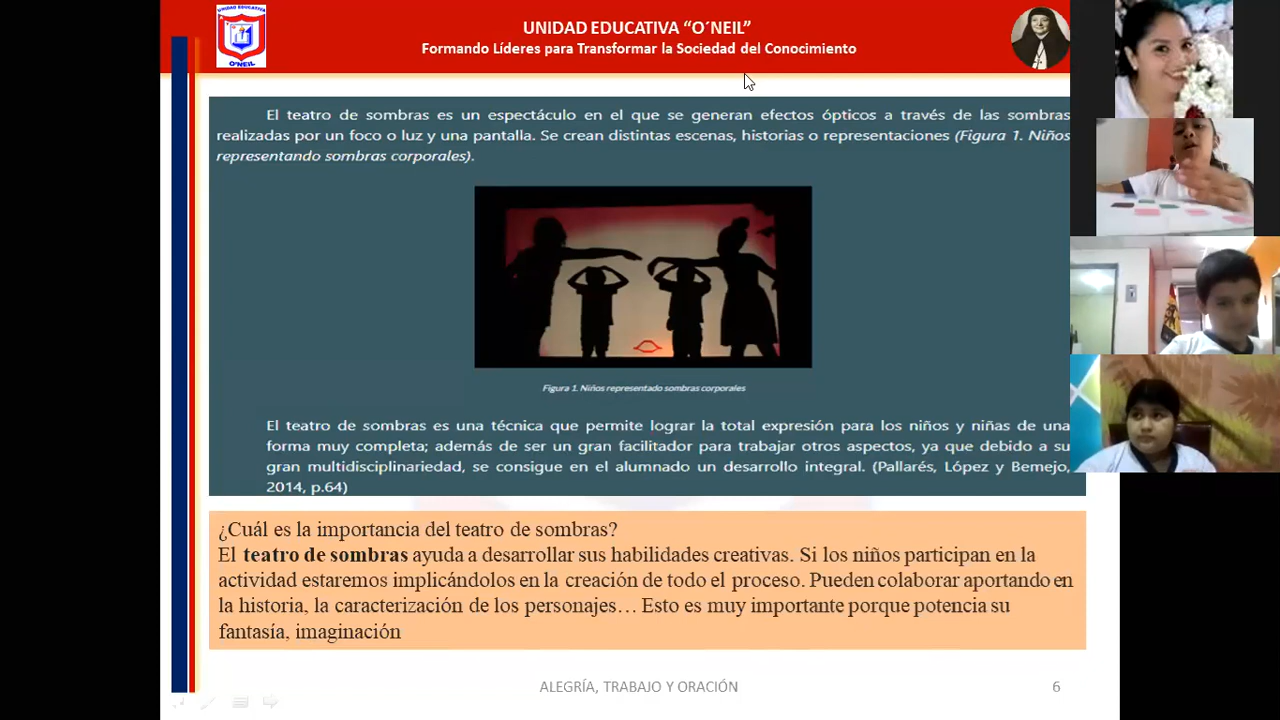 UNIDAD EDUCATIVA
O´NEIL
UNIDAD EDUCATIVA “O´NEIL”
Formando Líderes para Transformar la Sociedad del Conocimiento
El teatro de sombras es un espectáculo en el que se generan efectos ópticos a través de las sombras
realizadas por un foco o luz y una pantalla. Se crean distintas escenas, historias o representaciones (Figura 1. Niños
representando sombras corporales).
Figura 1. Niños representado sombras corporales
El teatro de sombras es una técnica que permite lograr la total expresión para los niños y niñas de una
forma muy completa; además de ser un gran facilitador para trabajar otros aspectos, ya que debido a su
gran multidisciplinariedad, se consigue en el alumnado un desarrollo integral. (Pallarés, López y Bemejo,
2014, p.64)
¿Cuál es la importancia del teatro de sombras?
El teatro de sombras ayuda a desarrollar sus habilidades creativas. Si los niños participan en la
actividad estaremos implicándolos en la creación de todo el proceso. Pueden colaborar aportando en
la historia, la caracterización de los personajes… Esto es muy importante porque potencia su
fantasía, imaginación
ALEGRÍA, TRABAJO Y ORACIÓN
6